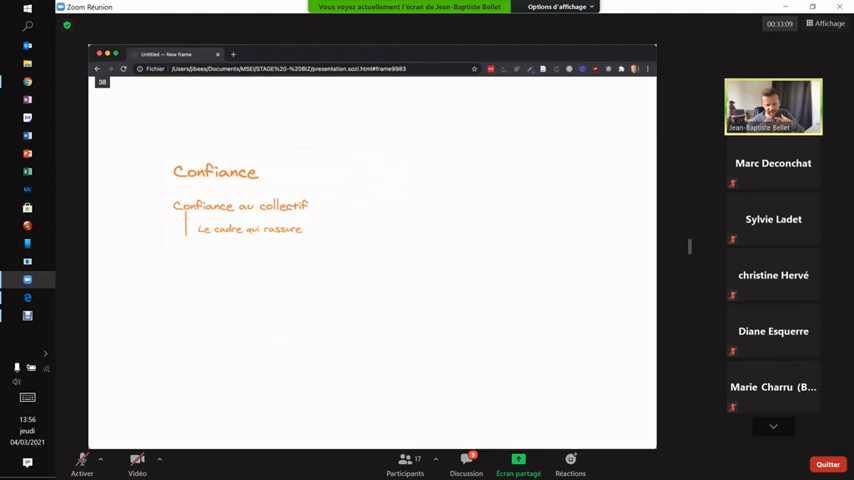 Zoom Réunion
Vous voyez actuellement l'écran de Jean-Baptiste Bellet
Options d'affichage
00:33:09
Affichage
Untitled — New frame
Fichier
/Users/jibees/Documents/MSEI/STAGE%20-%20BIZ/presentation.sozi.html#frame9983
38
Confiance
Confiance au collectif
Le cadre qui rassure
Jean-Baptiste Bellet
Marc Deconchat
Sylvie Ladet
christine Hervé
Diane Esquerre
Marie Charru (B...
13:56
jeudi
04/03/2021
Activer
Vidéo
Participants
17
Discussion
9
Écran partagé
Réactions
Quitter